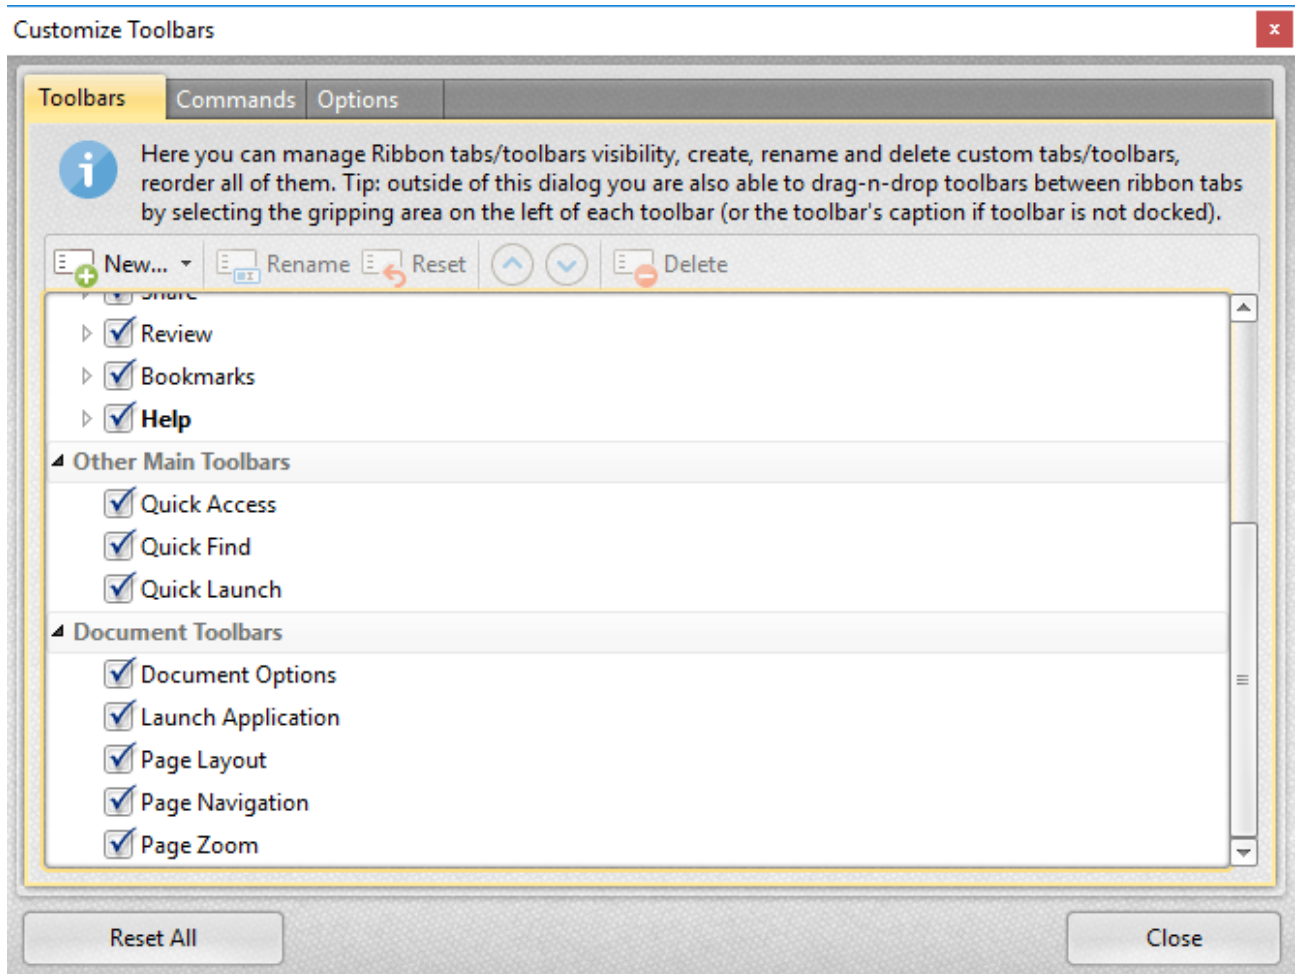 Customize Toolbars
x
Toolbars Commands Options
Here you can manage Ribbon tabs/toolbars visibility, create, rename and delete custom tabs/toolbars,
reorder all of them. Tip: outside of this dialog you are also able to drag-n-drop toolbars between ribbon tabs
by selecting the gripping area on the left of each toolbar (or the toolbar's caption if toolbar is not docked).
New... Rename Reset Delete
Share
Review
Bookmarks
Help
Other Main Toolbars
Quick Access
Quick Find
Quick Launch
Document Toolbars
Document Options
Launch Application
Page Layout
Page Navigation
Page Zoom
Reset All Close